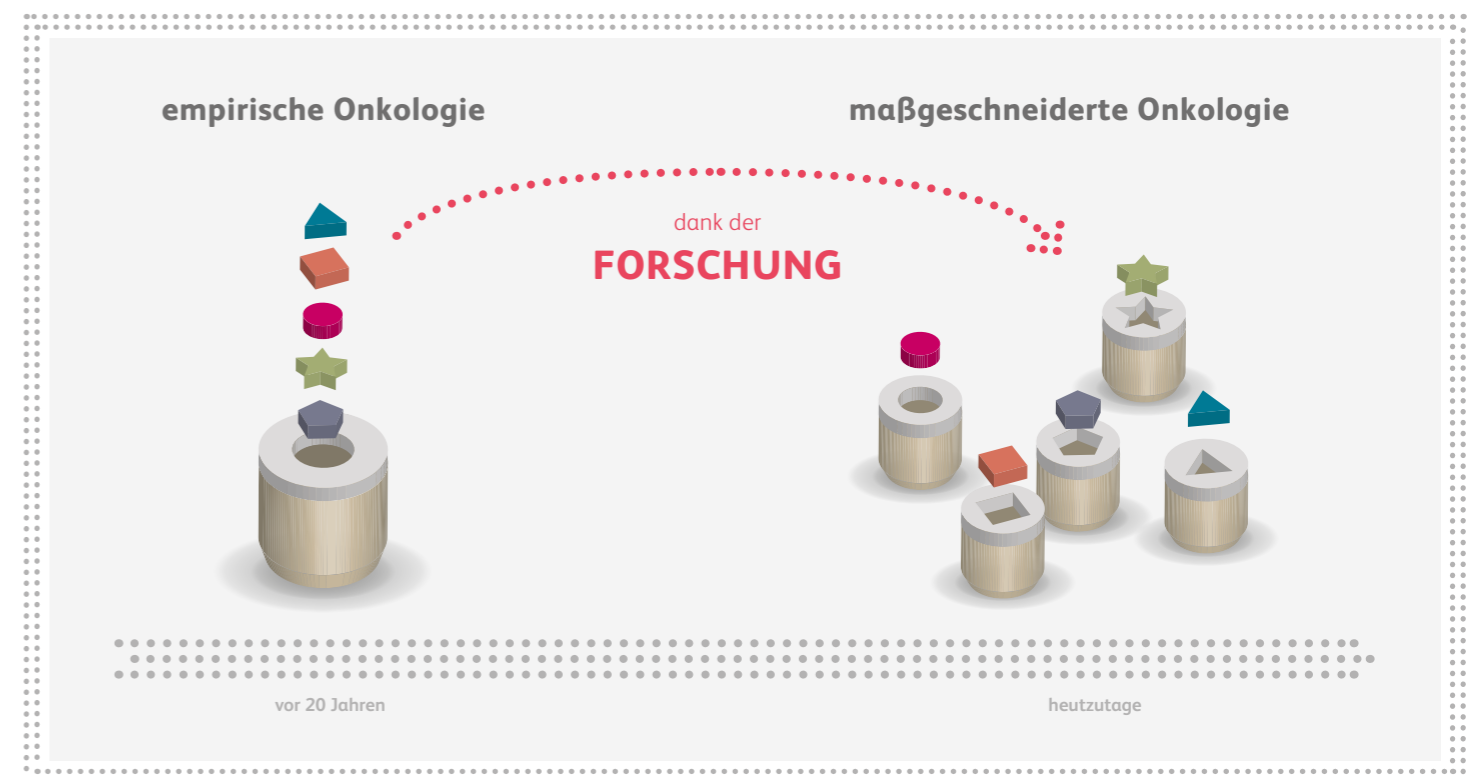 empirische Onkologie
maßgeschneiderte Onkologie
dank der
FORSCHUNG
vor 20 Jahren
heutzutage